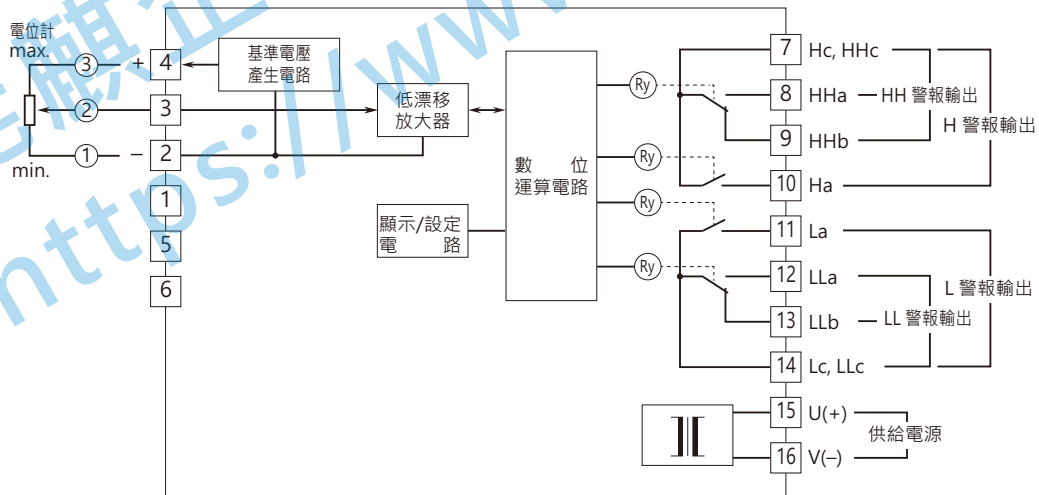 電位計
max.
③ + 4
② 3
① − 2
min.
1
5
6
基準電壓
產生電路
低漂移
放大器
顯示/設定
電 路
數 位
運算電路
Ry
Ry
Ry
Ry
7 Hc, HHc
8 HHa HH 警報輸出
9 HHb
H 警報輸出
10 Ha
11 La
12 LLa
L 警報輸出
13 LLb LL 警報輸出
14 Lc, LLc
15 U(+)
供給電源
16 V(–)
https://www